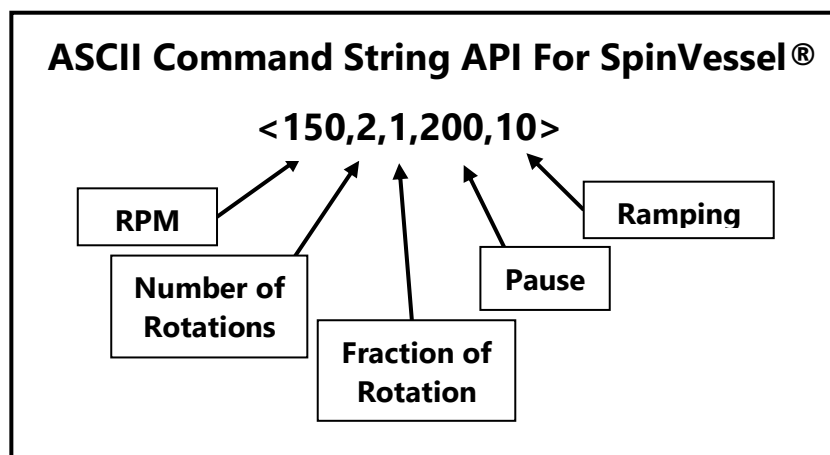 ASCII Command String API For SpinVessel®
<150,2,1,200,10>
RPM
Ramping
Number of
Rotations
Pause
Fraction of
Rotation